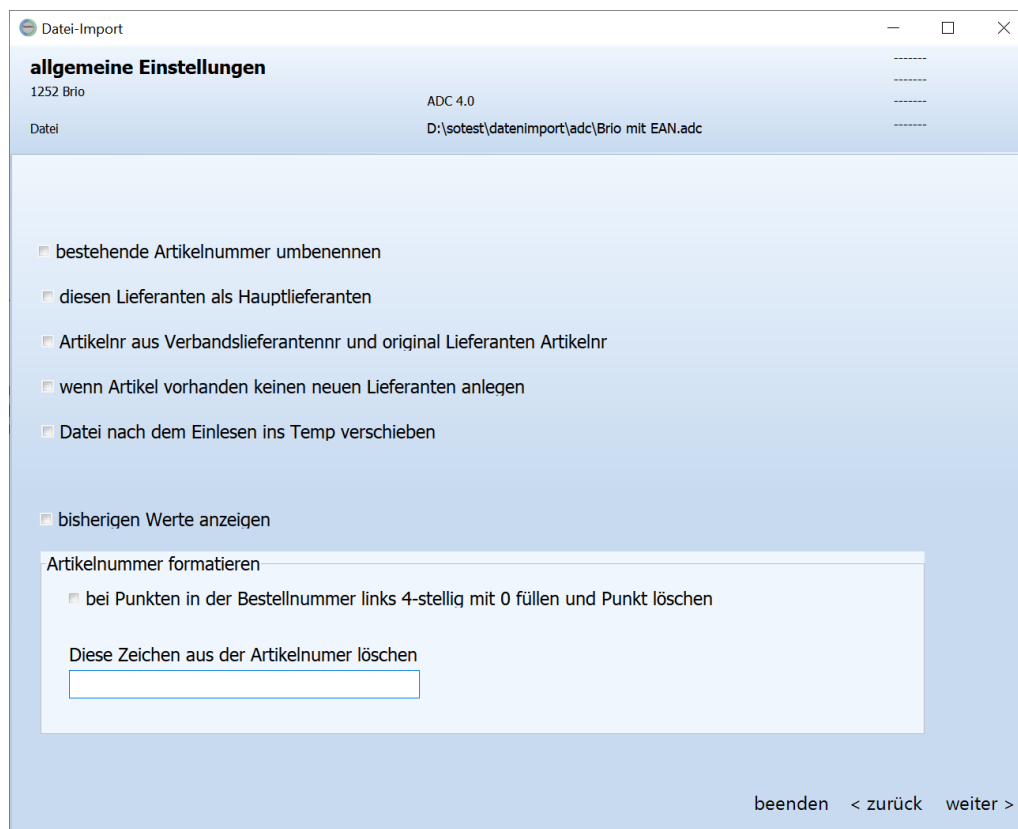 Datei-Import
allgemeine Einstellungen
-------
1252 Brio
-------
ADC 4.0
-------
Datei
D:\sotest\datenimport\adc\Brio mit EAN.adc
-------
bestehende Artikelnummer umbenennen
diesen Lieferanten als Hauptlieferanten
Artikelnr aus Verbandslieferantennr und original Lieferanten Artikelnr
wenn Artikel vorhanden keinen neuen Lieferanten anlegen
Datei nach dem Einlesen ins Temp verschieben
bisherigen Werte anzeigen
Artikelnummer formatieren
bei Punkten in der Bestellnummer links 4-stellig mit 0 füllen und Punkt löschen
Diese Zeichen aus der Artikelnumer löschen
beenden < zurück weiter >